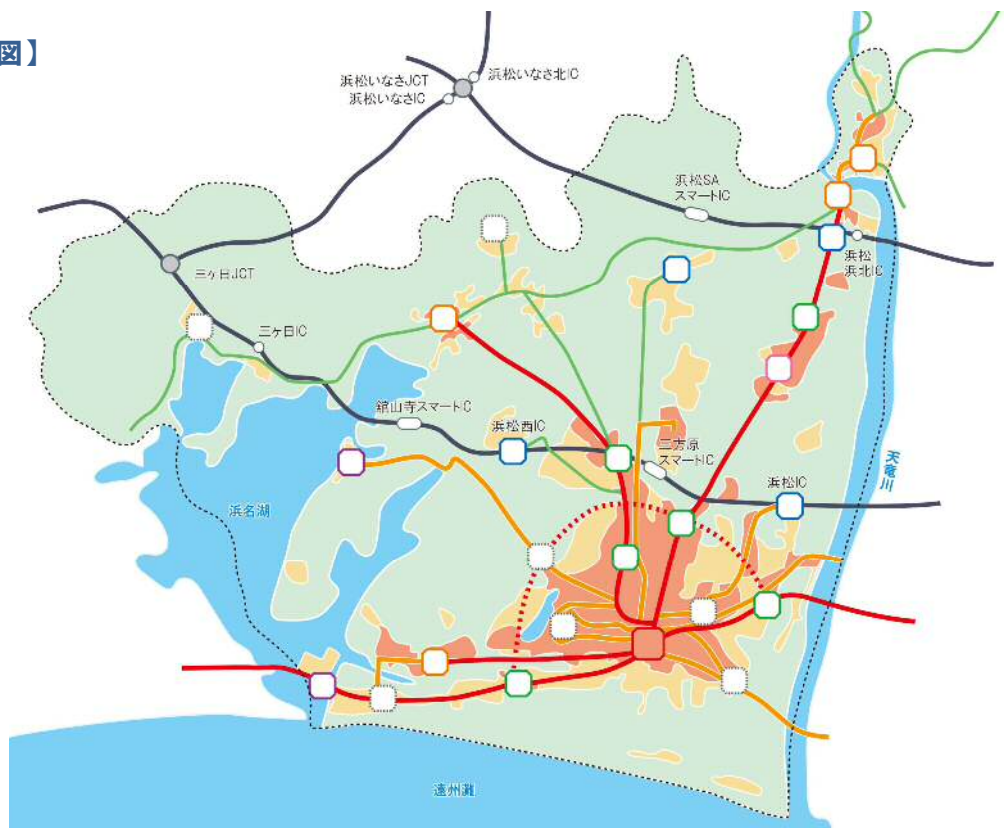 図】
浜松いなさJCT
浜松いなさIC
浜松いなさ北IC
浜松SA
スマートIC
浜松
浜北IC
三ヶ日JCT
三ヶ日IC
舘山寺スマートIC
浜松西IC
三方原
スマートIC
浜松IC
天竜川
浜名湖
遠州灘